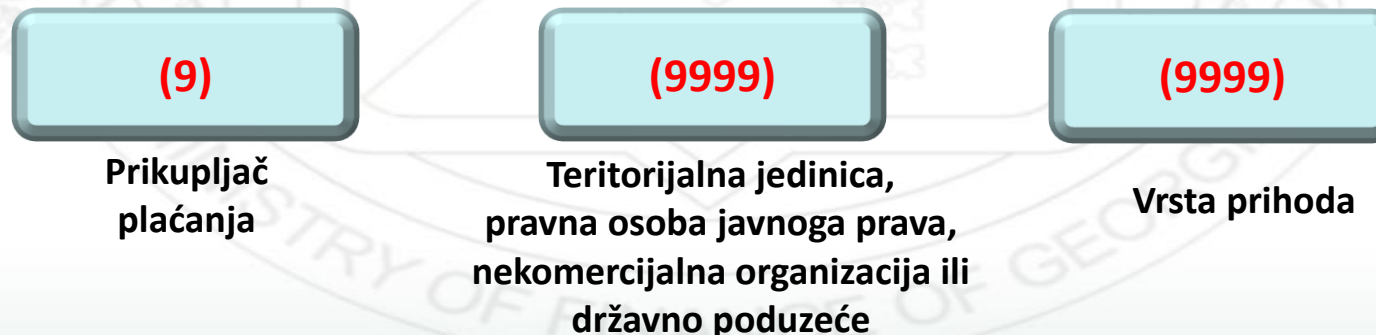 (9)
(9999)
(9999)
Prikupljač
plaćanja
Teritorijalna jedinica,
pravna osoba javnoga prava,
nekomercijalna organizacija ili
državno poduzeće
Vrsta prihoda